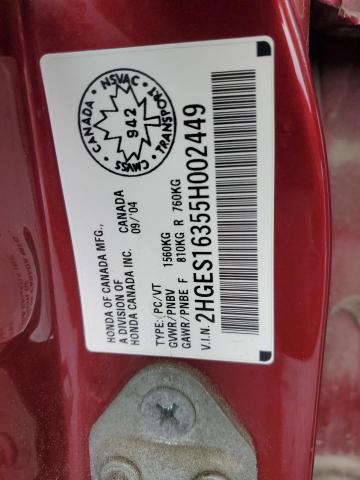 CANADA · NSVAC
942
CMVSS · TRANSPORT
HONDA OF CANADA MFG., CANADA
A DIVISION OF 09/'04
HONDA CANADA INC.
TYPE: PC/VT
GVWR/PNBV 1560KG
GAWR/PNBE F 810KG R 760KG
V.I.N. 2HGES16355H002449